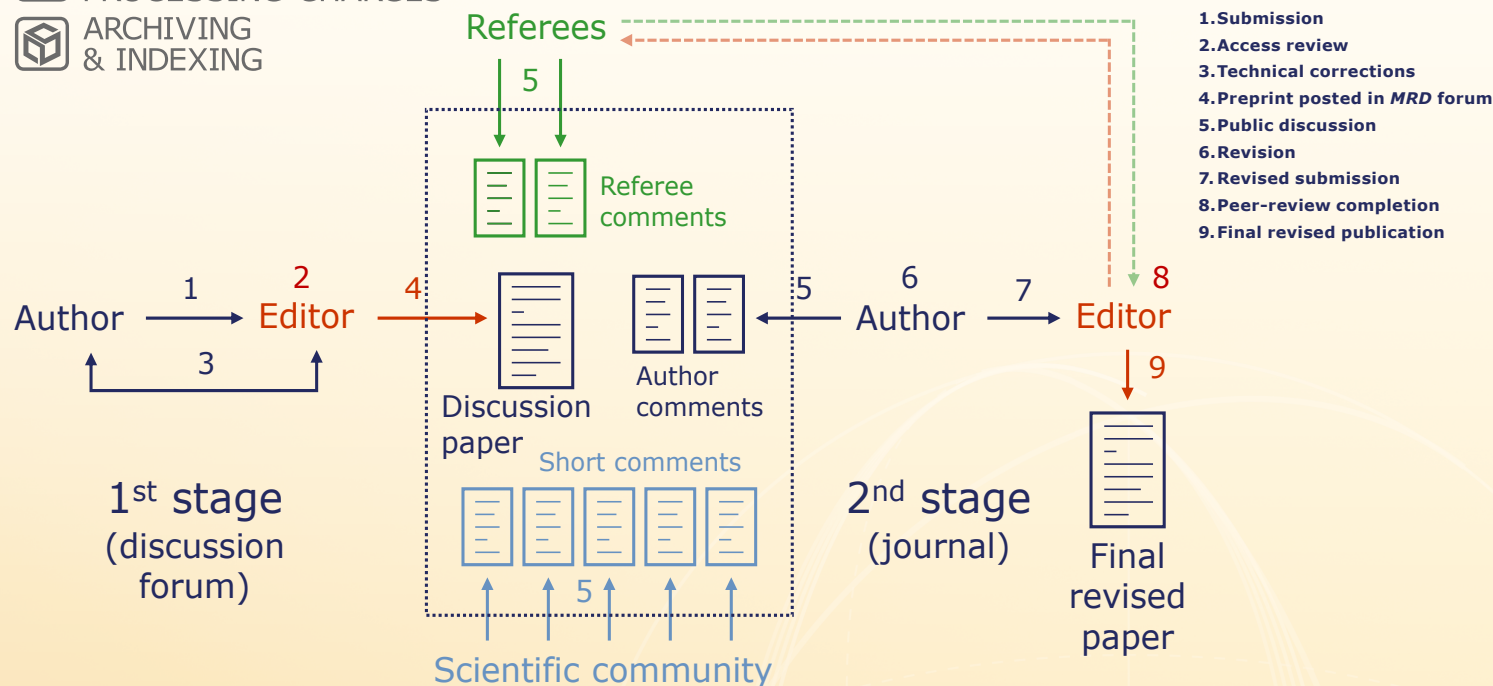 ARCHIVING
& INDEXING
Referees
5
Referee
comments
1.Submission
2.Access review
3.Technical corrections
4.Preprint posted in MRD forum
5.Public discussion
6.Revision
7.Revised submission
8.Peer-review completion
9.Final revised publication
Author
1
2
Editor
3
4
Discussion
paper
Author
comments
5
6
Author
7
8
Editor
9
Short comments
5
Scientific community
1st stage
(discussion
forum)
2nd stage
(journal)
Final
revised
paper